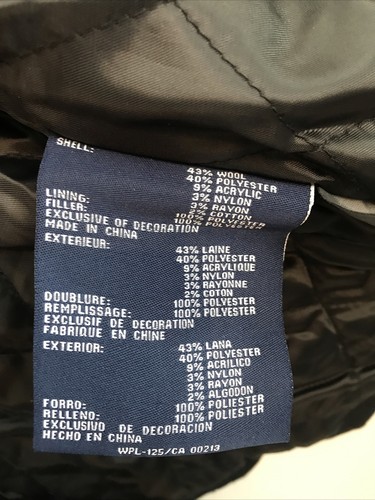 SHELL:
43% WOOL
40% POLYESTER
9% ACRYLIC
3% NYLON
3% RAYON
2% COTTON
LINING: 100% POLYESTER
FILLER: 100% POLYESTER
EXCLUSIVE OF DECORATION
MADE IN CHINA
EXTERIEUR: 43% LAINE
40% POLYESTER
9% ACRYLIQUE
3% NYLON
3% RAYONNE
2% COTON
DOUBLURE: 100% POLYESTER
REMPLISSAGE: 100% POLYESTER
EXCLUSIF DE DECORATION
FABRIQUE EN CHINE
EXTERIOR: 43% LANA
40% POLYESTER
9% ACRILICO
3% NYLON
3% RAYON
2% ALGODON
FORRO: 100% POLIESTER
RELLENO: 100% POLIESTER
EXCLUSIVO DE DECORACION
HECHO EN CHINA
WPL-125/CA 00213